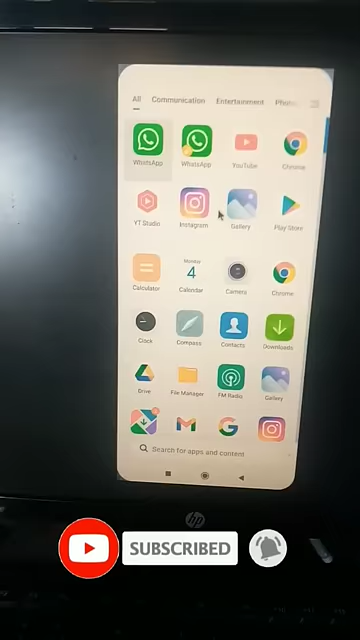 All Communication Entertainment Photo
WhatsApp WhatsApp YouTube Chrome
YT Studio Instagram Gallery Play Store
Monday
4
Calculator Calendar Camera Chrome
Clock Compass Contacts Downloads
Drive File Manager FM Radio Gallery
Search for apps and content
hp
SUBSCRIBED